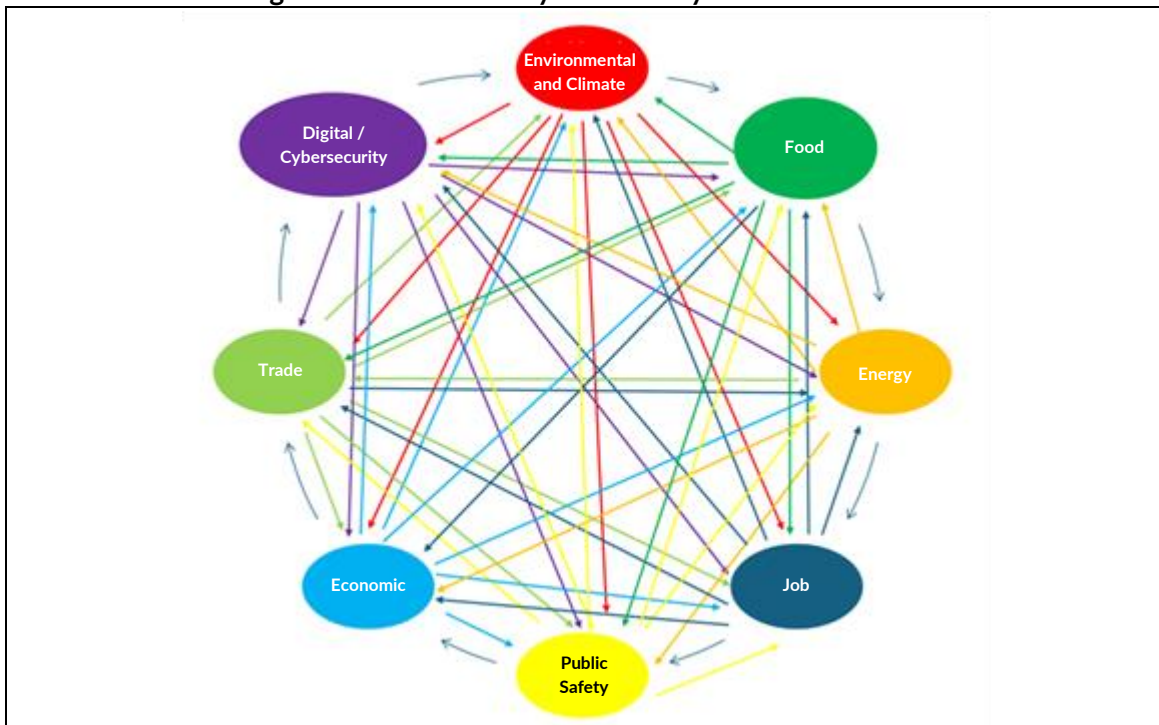 Environmental
and Climate
Digital /
Cybersecurity
Food
Trade
Energy
Economic
Job
Public
Safety